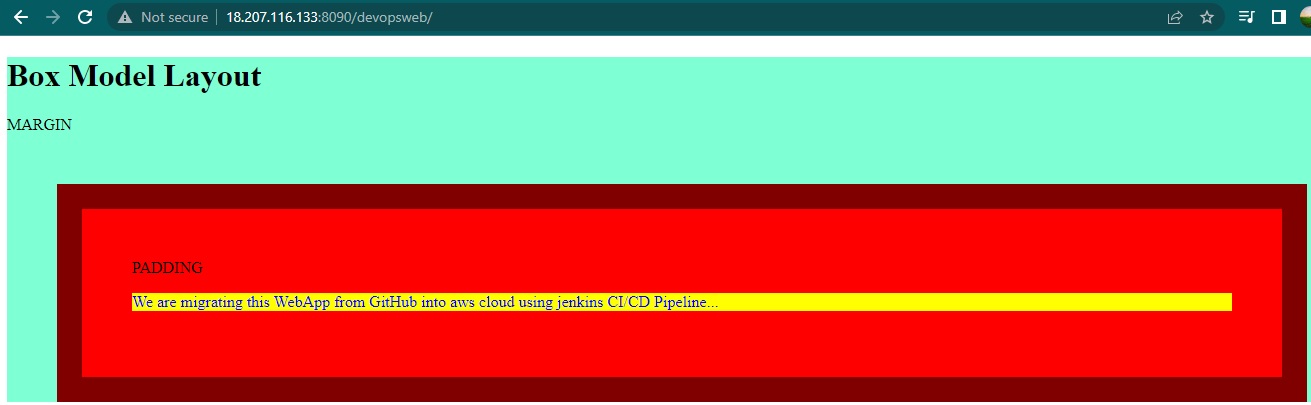 Not secure
18.207.116.133:8090/devopsweb/
Box Model Layout
MARGIN
PADDING
We are migrating this WebApp from GitHub into aws cloud using jenkins CI/CD Pipeline...